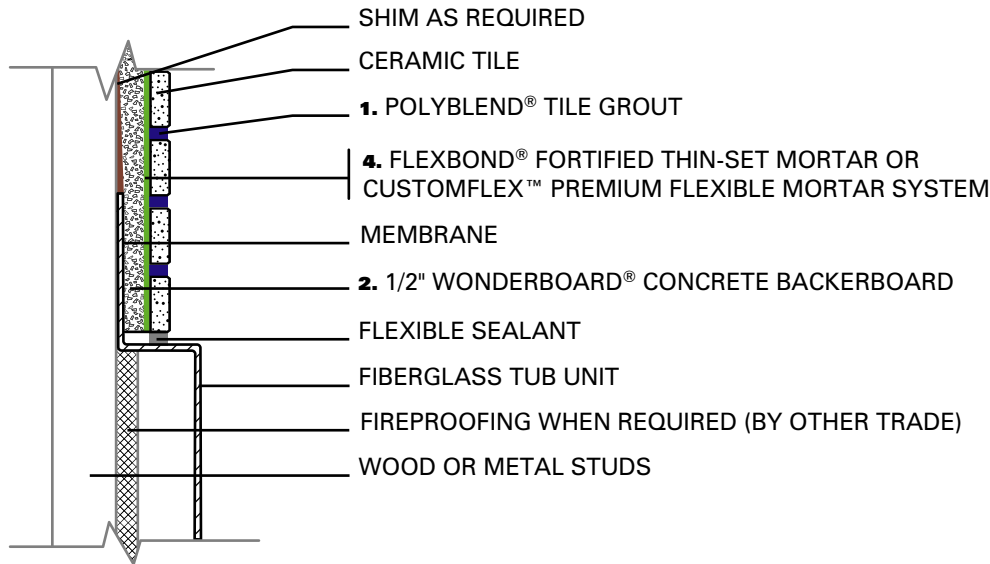 SHIM AS REQUIRED
CERAMIC TILE
1. POLYBLEND® TILE GROUT
4. FLEXBOND® FORTIFIED THIN-SET MORTAR OR
CUSTOMFLEX™ PREMIUM FLEXIBLE MORTAR SYSTEM
MEMBRANE
2. 1/2" WONDERBOARD® CONCRETE BACKERBOARD
FLEXIBLE SEALANT
FIBERGLASS TUB UNIT
FIREPROOFING WHEN REQUIRED (BY OTHER TRADE)
WOOD OR METAL STUDS